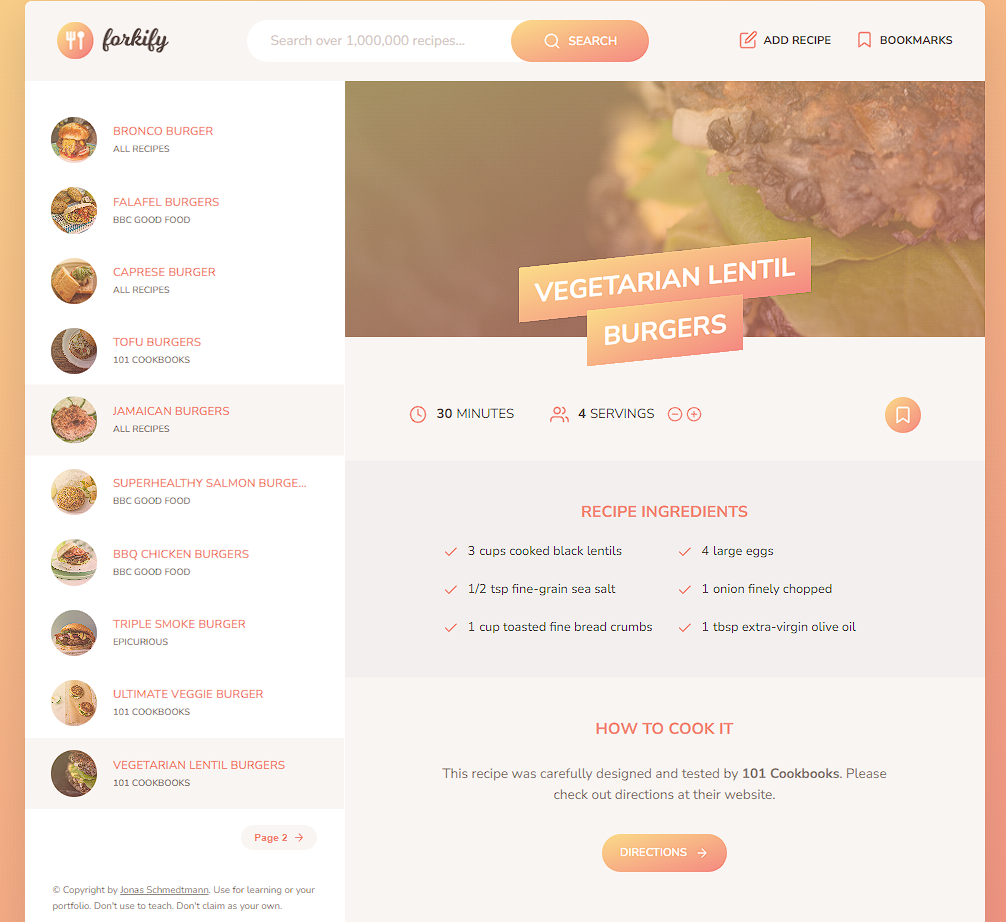 forkify
Search over 1,000,000 recipes...
SEARCH
ADD RECIPE
BOOKMARKS
BRONCO BURGER
ALL RECIPES
FALAFEL BURGERS
BBC GOOD FOOD
CAPRESE BURGER
ALL RECIPES
TOFU BURGERS
101 COOKBOOKS
JAMAICAN BURGERS
ALL RECIPES
SUPERHEALTHY SALMON BURGE...
BBC GOOD FOOD
BBQ CHICKEN BURGERS
BBC GOOD FOOD
TRIPLE SMOKE BURGER
EPICURIOUS
ULTIMATE VEGGIE BURGER
101 COOKBOOKS
VEGETARIAN LENTIL BURGERS
101 COOKBOOKS
Page 2
© Copyright by Jonas Schmedtmann. Use for learning or your
portfolio. Don't use to teach. Don't claim as your own.
VEGETARIAN LENTIL
BURGERS
30 MINUTES
4 SERVINGS
RECIPE INGREDIENTS
3 cups cooked black lentils
4 large eggs
1/2 tsp fine-grain sea salt
1 onion finely chopped
1 cup toasted fine bread crumbs
1 tbsp extra-virgin olive oil
HOW TO COOK IT
This recipe was carefully designed and tested by 101 Cookbooks. Please
check out directions at their website.
DIRECTIONS